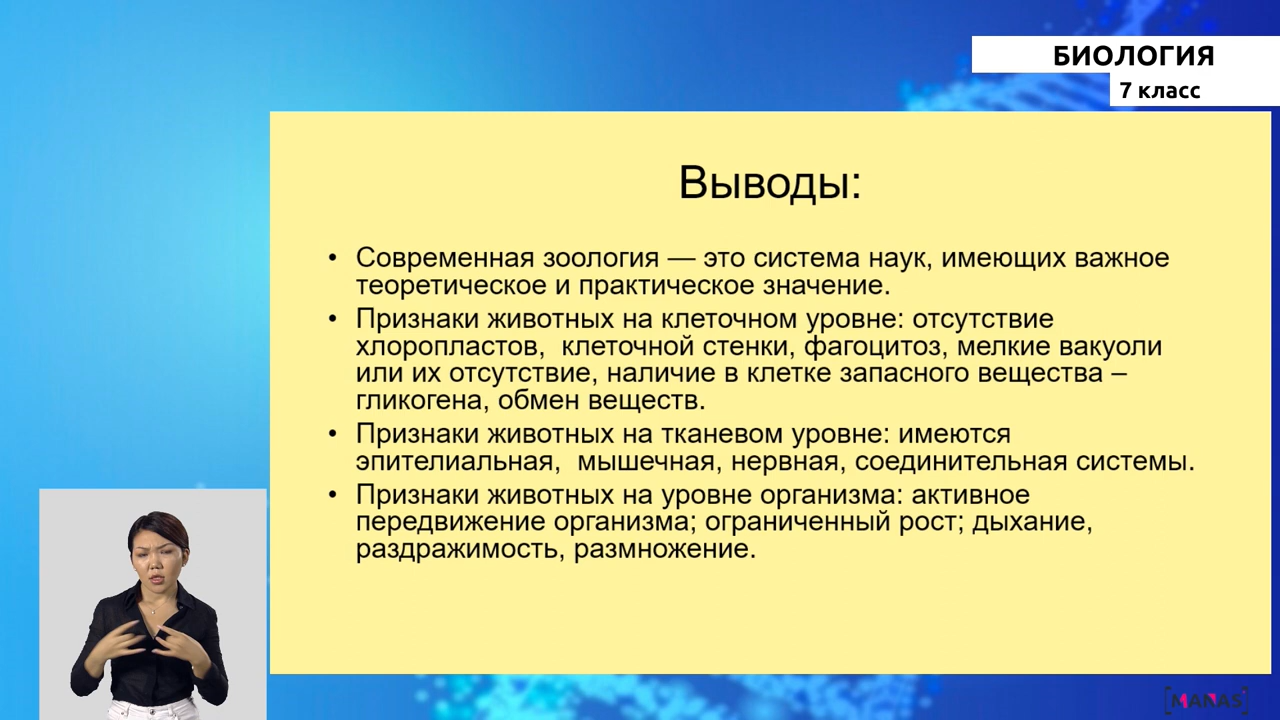 БИОЛОГИЯ
7 класс
Выводы:
• Современная зоология — это система наук, имеющих важное
теоретическое и практическое значение.
• Признаки животных на клеточном уровне: отсутствие
хлоропластов,  клеточной стенки, фагоцитоз, мелкие вакуоли
или их отсутствие, наличие в клетке запасного вещества –
гликогена, обмен веществ.
• Признаки животных на тканевом уровне: имеются
эпителиальная,  мышечная, нервная, соединительная системы.
• Признаки животных на уровне организма: активное
передвижение организма; ограниченный рост; дыхание,
раздражимость, размножение.
[MANAS]